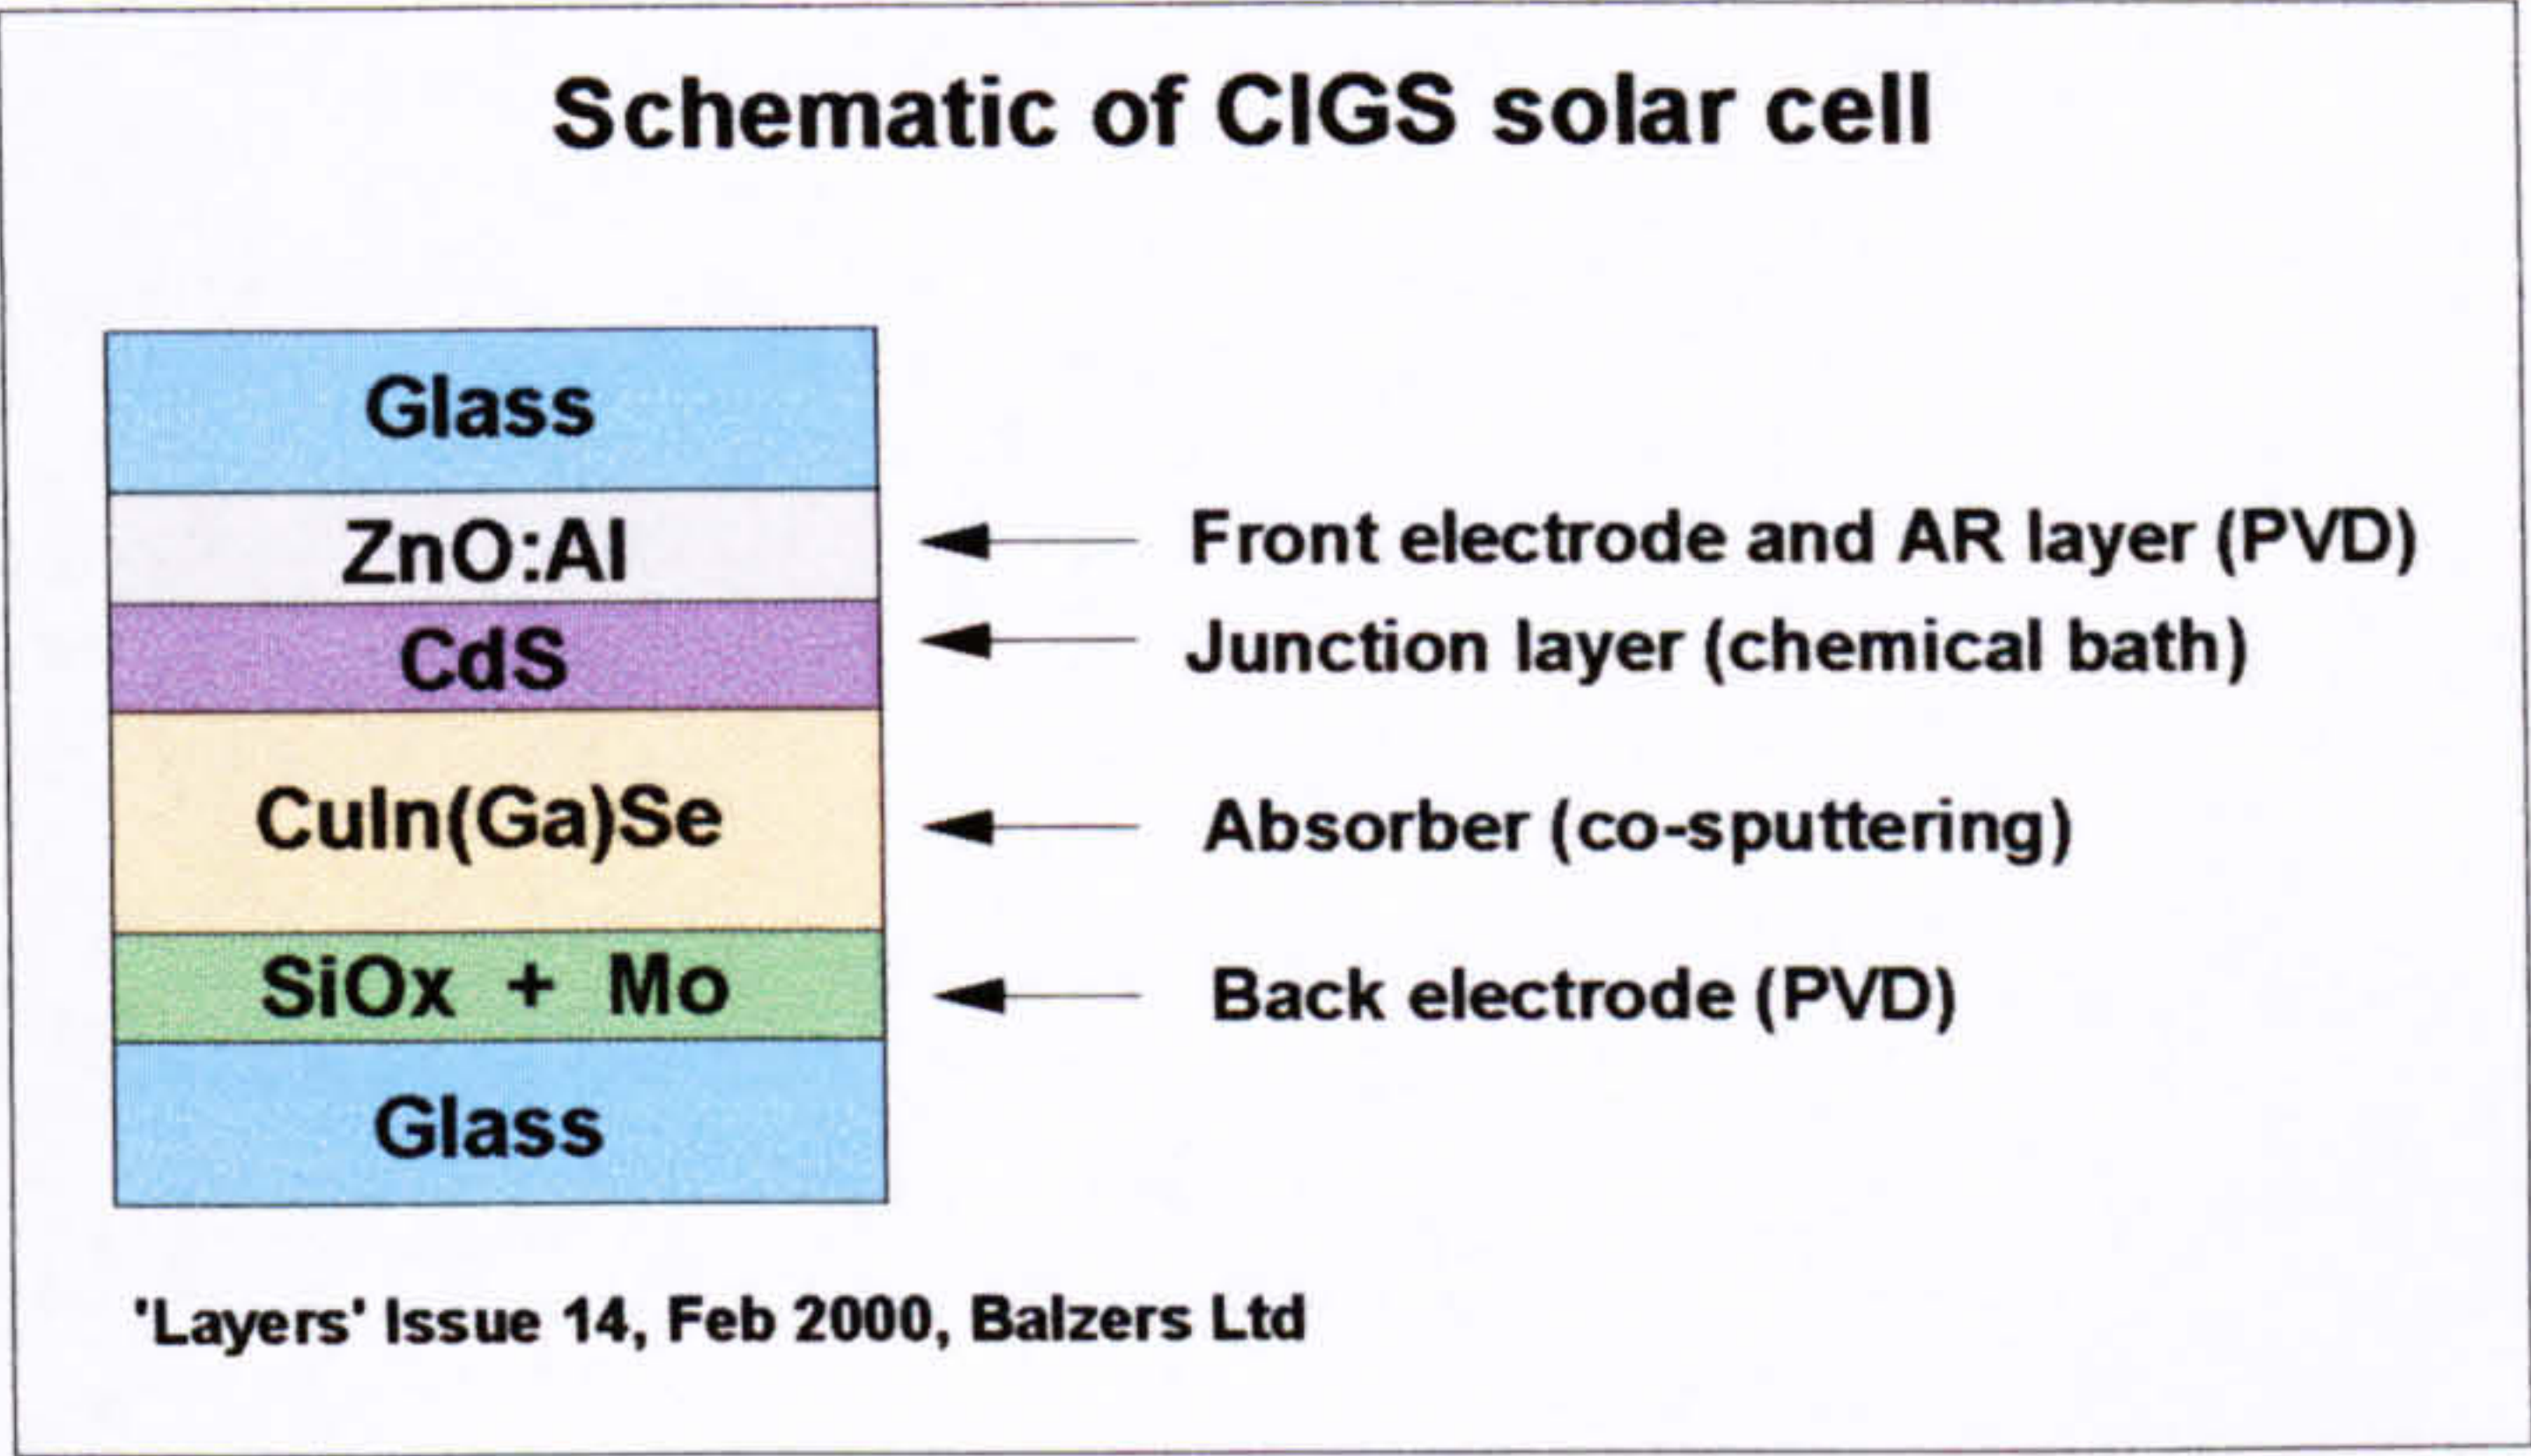 Schematic of CIGS solar cell
Glass
ZnO:Al
Front electrode and AR layer (PVD)
CdS
Junction layer (chemical bath)
CuIn(Ga)Se
Absorber (co-sputtering)
SiOx + Mo
Back electrode (PVD)
Glass
'Layers' Issue 14, Feb 2000, Balzers Ltd